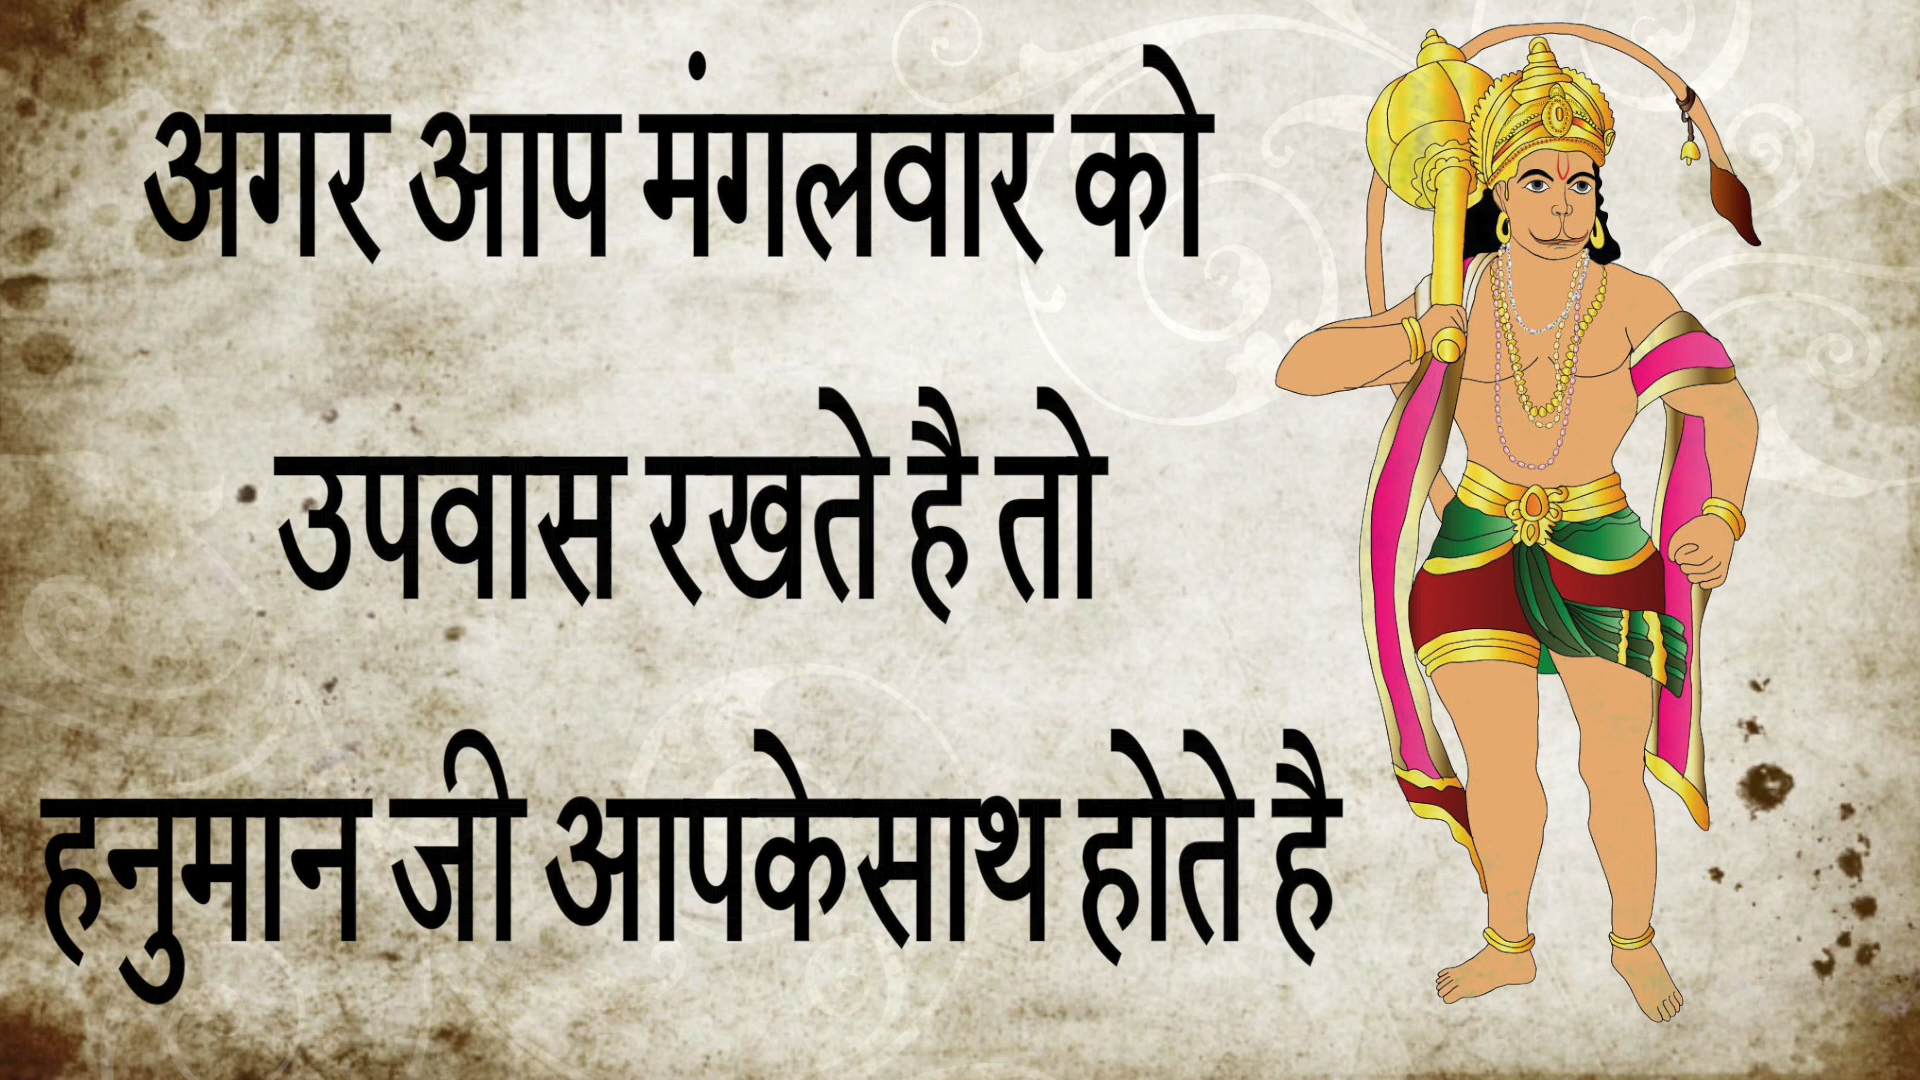 अगर आप मंगलवार को
उपवास रखते है तो
हनुमान जी आपकेसाथ होते है